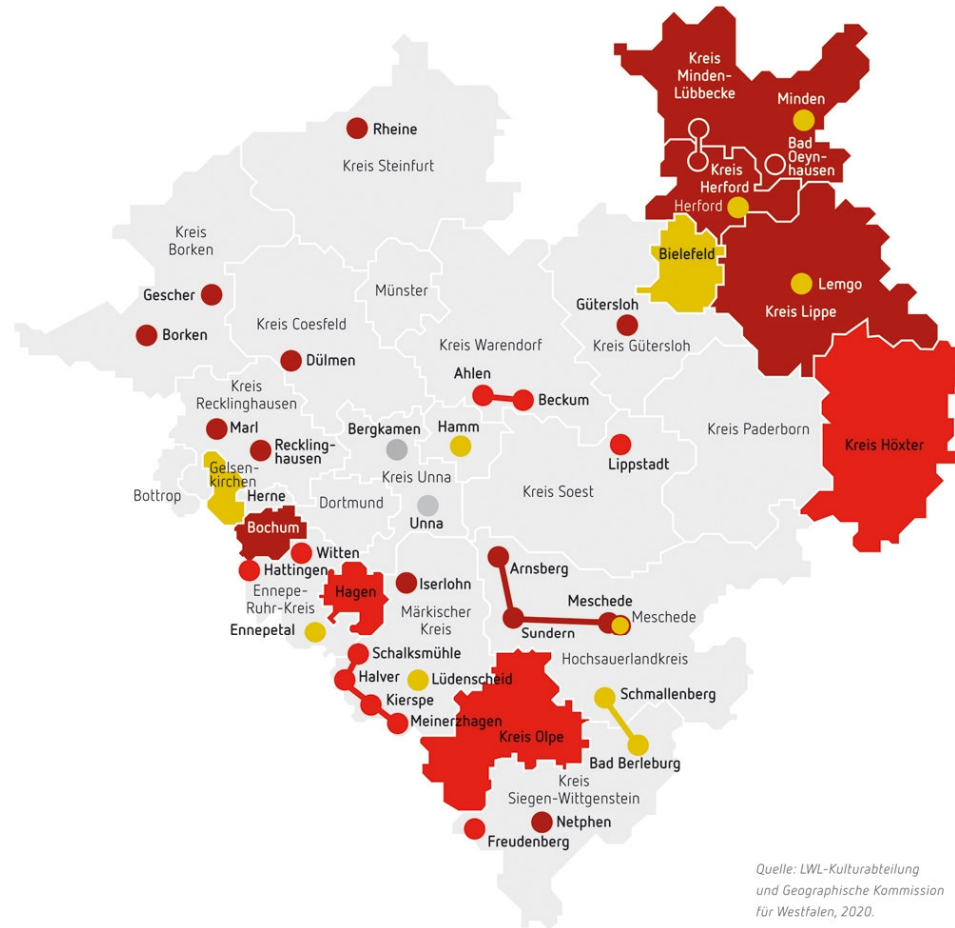 Kreis
Minden-
Lübbecke
Minden
Bad
Oeyn-
hausen
Kreis
Herford
Herford
Rheine
Kreis Steinfurt
Kreis
Borken
Bielefeld
Münster
Lemgo
Kreis Lippe
Gescher
Gütersloh
Kreis Coesfeld
Borken
Kreis Warendorf
Kreis Gütersloh
Dülmen
Ahlen
Beckum
Kreis
Recklinghausen
Marl
Reckling-
hausen
Bergkamen
Hamm
Kreis Paderborn
Kreis Höxter
Lippstadt
Gelsen-
kirchen
Kreis Unna
Kreis Soest
Bottrop
Herne
Dortmund
Unna
Bochum
Witten
Hattingen
Arnsberg
Ennepe-
Ruhr-Kreis
Hagen
Iserlohn
Märkischer
Kreis
Meschede
Meschede
Ennepetal
Sundern
Schalksmühle
Hochsauerlandkreis
Halver
Lüdenscheid
Kierspe
Schmallenberg
Meinerzhagen
Kreis Olpe
Bad Berleburg
Kreis
Siegen-Wittgenstein
Netphen
Freudenberg
Quelle: LWL-Kulturabteilung
und Geographische Kommission
für Westfalen, 2020.